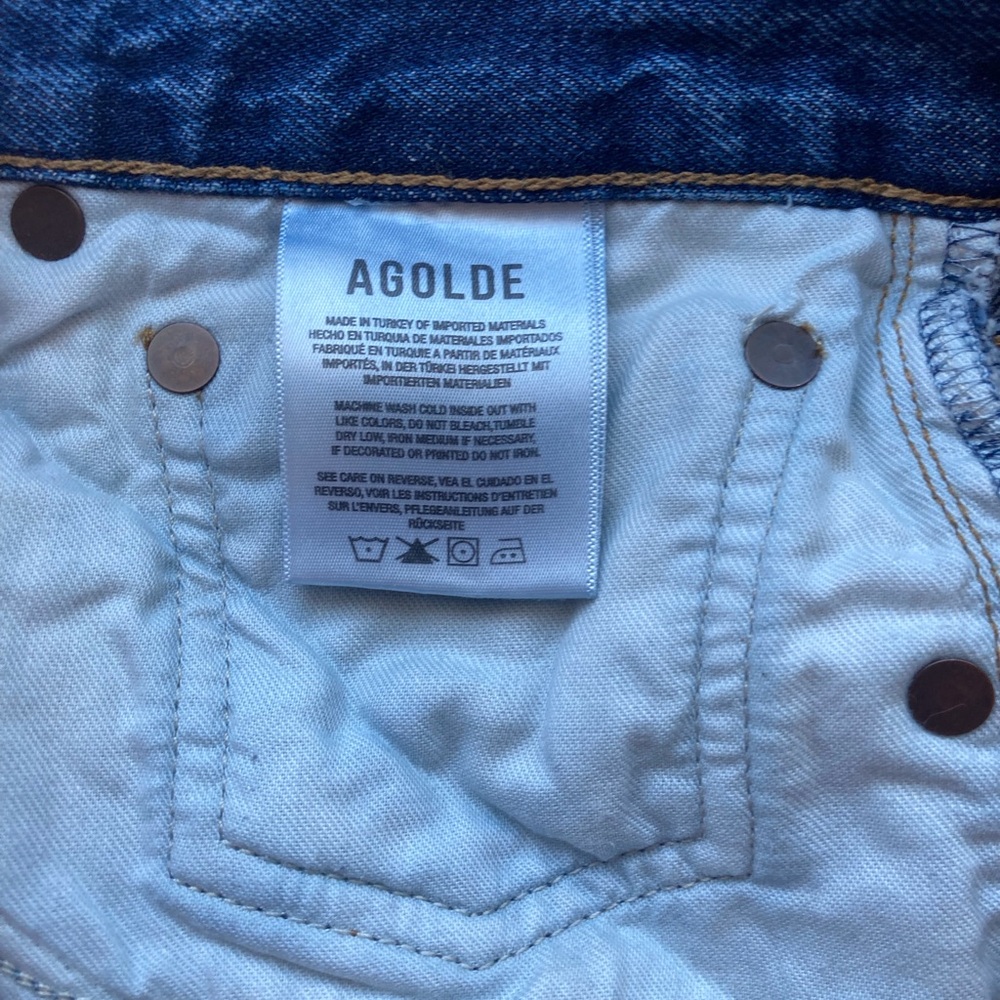 AGOLDE
MADE IN TURKEY OF IMPORTED MATERIALS
HECHO EN TURQUIA DE MATERIALES IMPORTADOS
FABRIQUÉ EN TURQUIE A PARTIR DE MATÉRIAUX
IMPORTÉS, IN DER TÜRKEI HERGESTELLT MIT
IMPORTIERTEN MATERIALIEN
MACHINE WASH COLD INSIDE OUT WITH
LIKE COLORS, DO NOT BLEACH,TUMBLE
DRY LOW, IRON MEDIUM IF NECESSARY,
IF DECORATED OR PRINTED DO NOT IRON.
SEE CARE ON REVERSE, VEA EL CUIDADO EN EL
REVERSO, VOIR LES INSTRUCTIONS D'ENTRETIEN
SUR L'ENVERS, PFLEGEANLEITUNG AUF DER
RÜCKSEITE